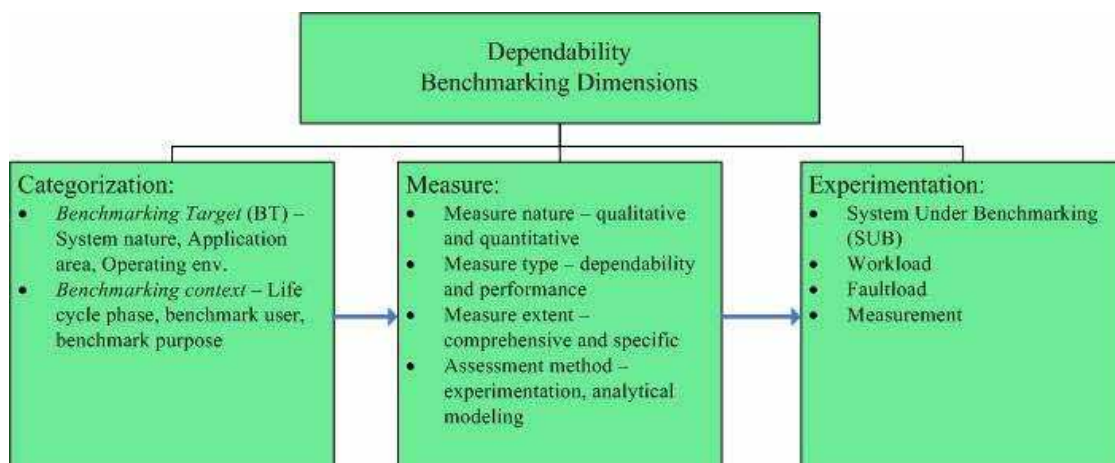 Dependability
Benchmarking Dimensions
Categorization:
• Benchmarking Target (BT) –
System nature, Application
area, Operating env.
• Benchmarking context – Life
cycle phase, benchmark user,
benchmark purpose
Measure:
• Measure nature – qualitative
and quantitative
• Measure type – dependability
and performance
• Measure extent –
comprehensive and specific
• Assessment method –
experimentation, analytical
modeling
Experimentation:
• System Under Benchmarking
(SUB)
• Workload
• Faultload
• Measurement